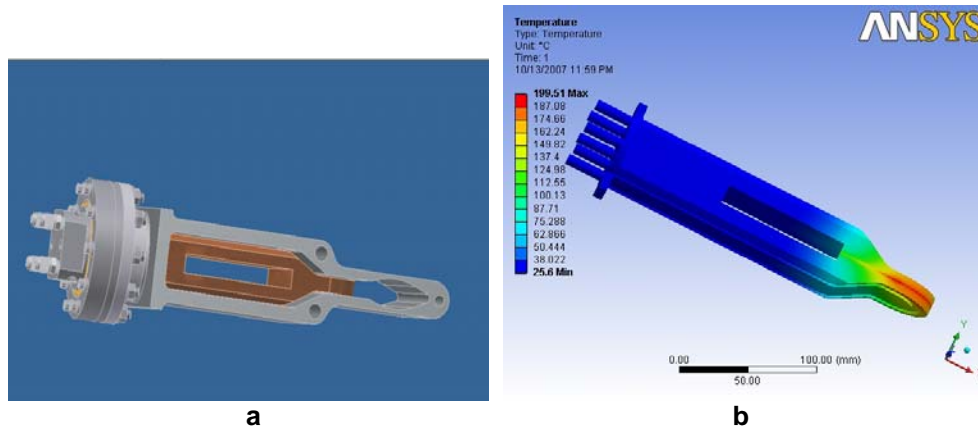 Temperature
Type: Temperature
Unit: °C
Time: 1
10/13/2007 11:59 PM
ANSYS
199.51 Max
187.08
174.66
162.24
149.82
137.4
124.98
112.55
100.13
87.71
75.288
62.866
50.444
38.022
25.6 Min
Y
0.00
100.00 (mm)
50.00
a
b